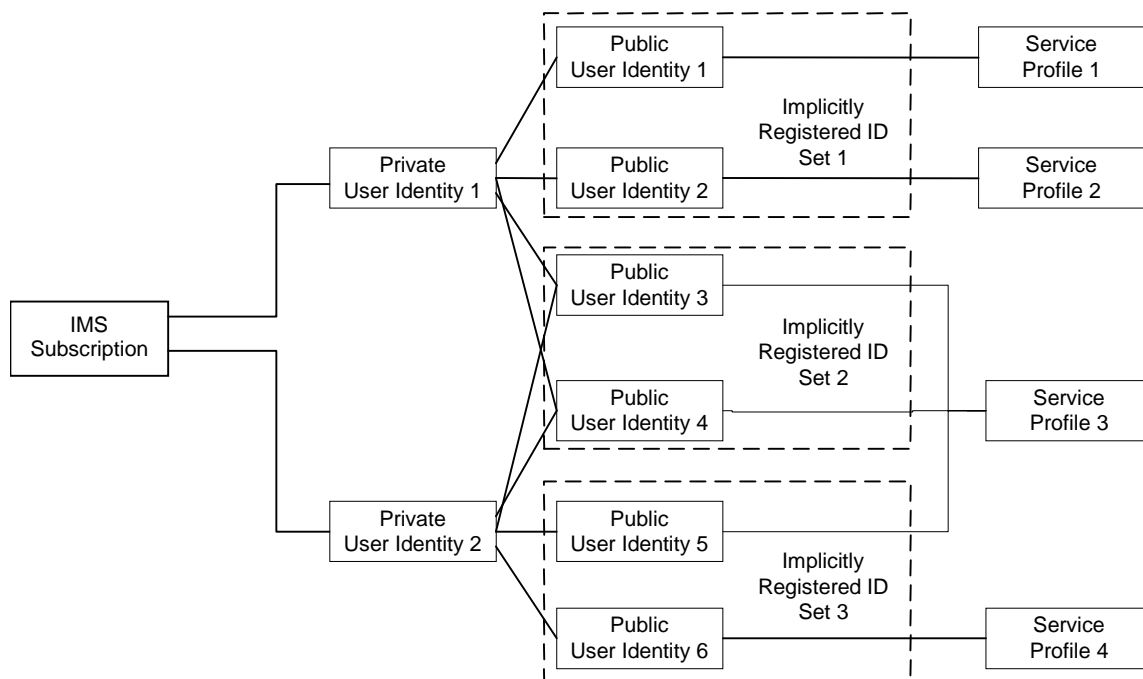 IMS
Subscription
Private
User Identity 1
Private
User Identity 2
Public
User Identity 1
Public
User Identity 2
Implicitly
Registered ID
Set 1
Public
User Identity 3
Public
User Identity 4
Implicitly
Registered ID
Set 2
Public
User Identity 5
Public
User Identity 6
Implicitly
Registered ID
Set 3
Service
Profile 1
Service
Profile 2
Service
Profile 3
Service
Profile 4